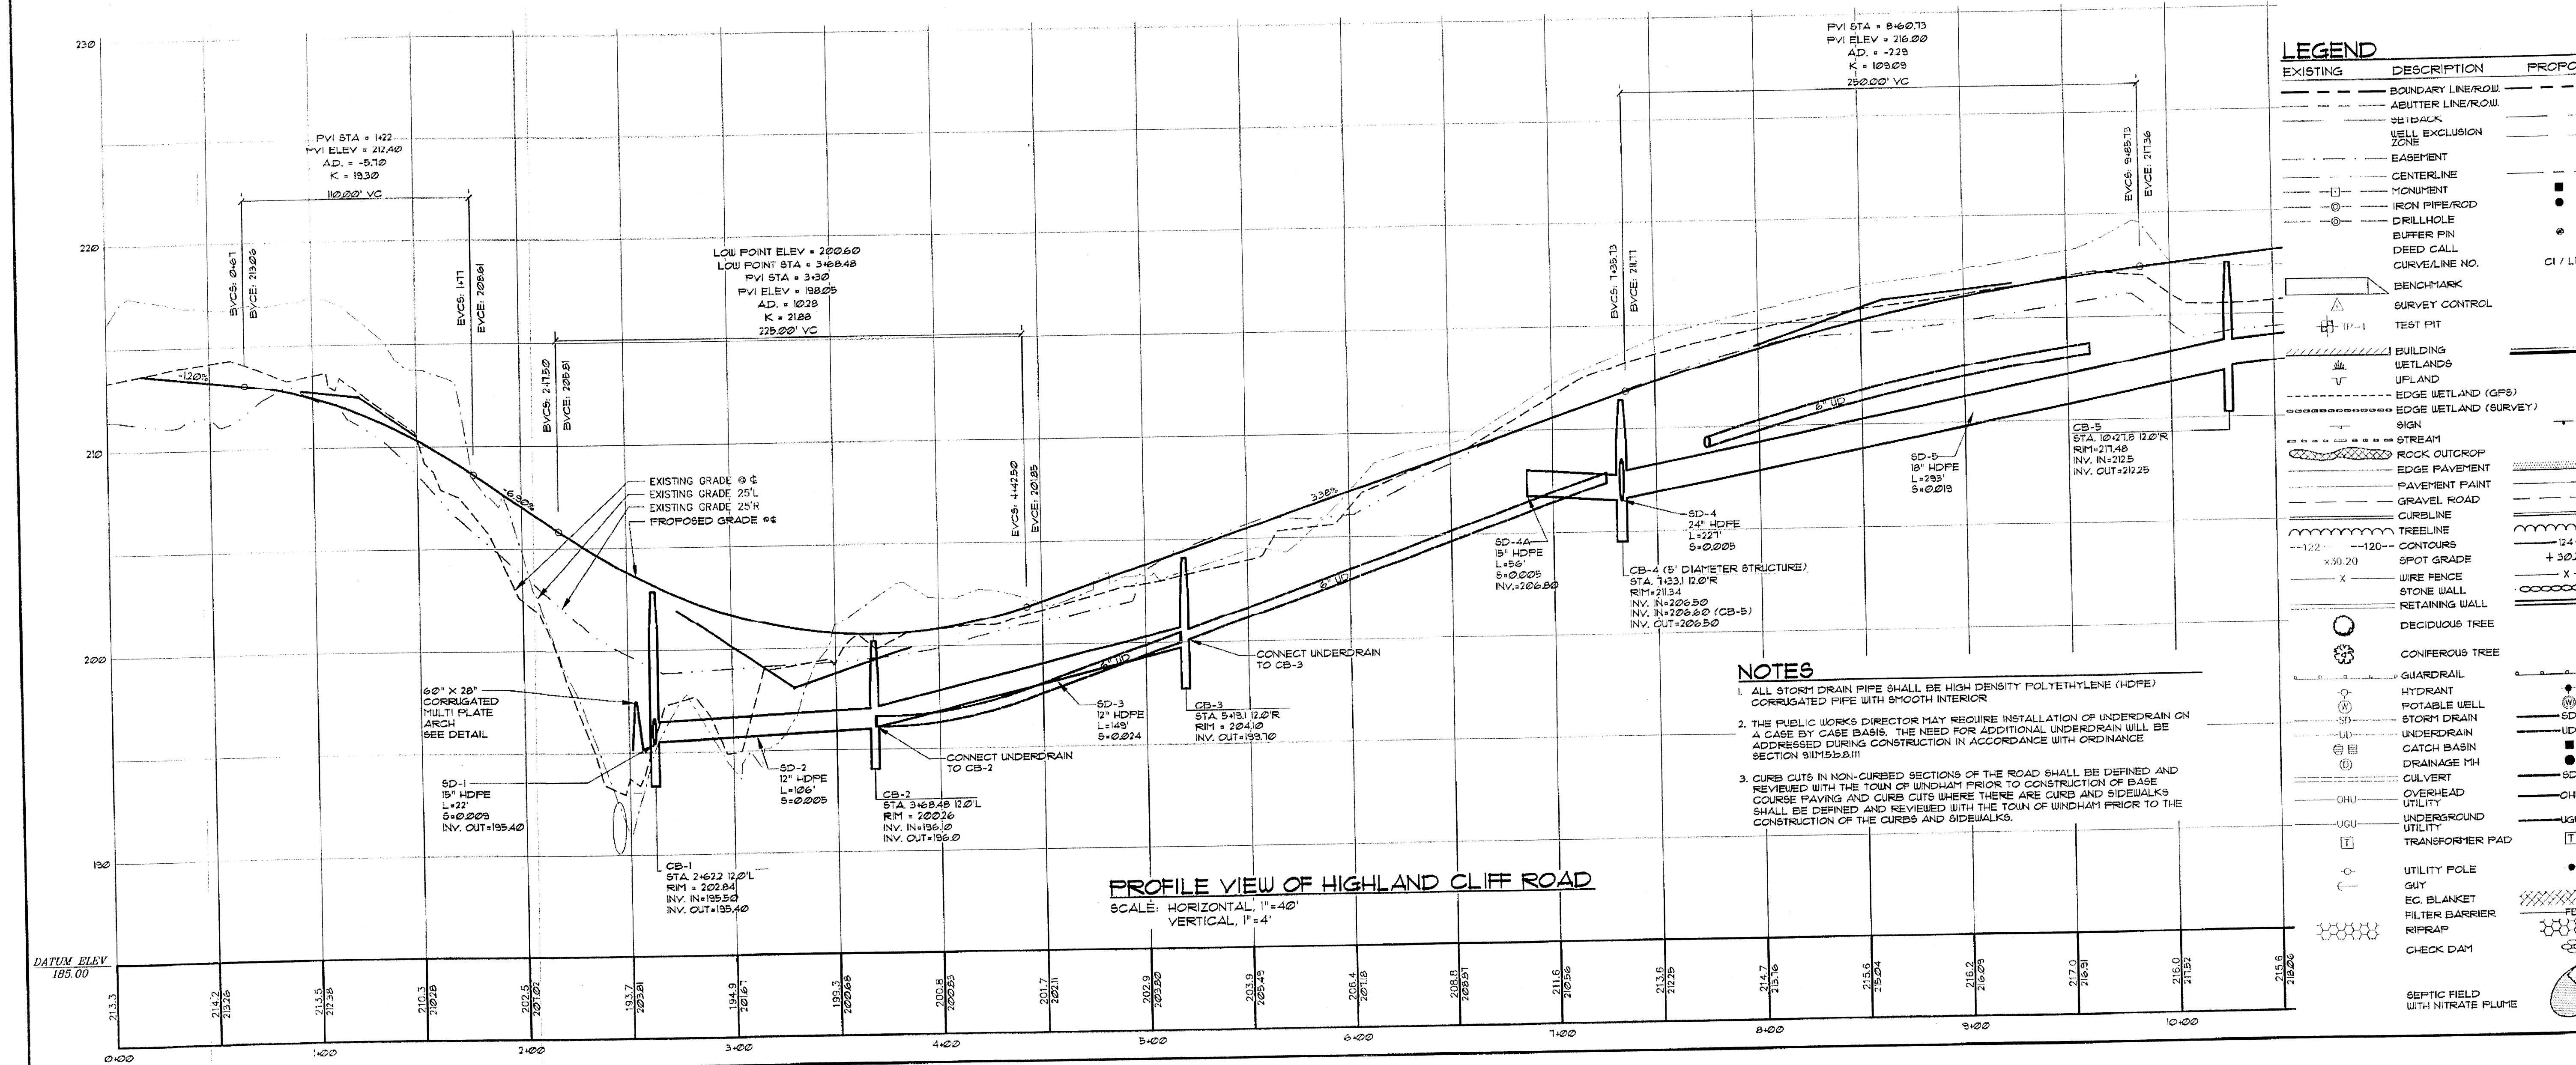 230
220
210
200
190
DATUM ELEV
185.00
PVI STA = 1+22
PVI ELEV = 212.40
A.D. = -5.70
K = 19.30
110.00' VC
BVCS: 0+67
BVCE: 213.06
EVCS: 1+77
EVCE: 208.61
-1.20%
-6.90%
LOW POINT ELEV = 200.60
LOW POINT STA = 3+68.48
PVI STA = 3+30
PVI ELEV = 198.05
A.D. = 10.28
K = 21.88
225.00' VC
BVCS: 2+17.50
BVCE: 205.81
EVCS: 4+42.50
EVCE: 201.85
EXISTING GRADE @ ℄
EXISTING GRADE 25'L
EXISTING GRADE 25'R
PROPOSED GRADE @℄
3.38%
PVI STA = 8+60.73
PVI ELEV = 216.00
A.D. = -2.29
K = 109.09
250.00' VC
BVCS: 7+35.73
BVCE: 211.77
EVCS: 9+85.73
EVCE: 217.36
60" X 28"
CORRUGATED
MULTI PLATE
ARCH
SEE DETAIL
SD-1
15" HDPE
L=22'
S=0.009
INV. OUT=195.40
CB-1
STA. 2+62.2 12.0'L
RIM = 202.84
INV. IN=195.50
INV. OUT=195.40
SD-2
12" HDPE
L=106'
S=0.005
CB-2
STA. 3+68.48 12.0'L
RIM = 200.26
INV. IN=196.10
INV. OUT=196.0
CONNECT UNDERDRAIN
TO CB-2
6" UD
SD-3
12" HDPE
L=149'
S=0.024
CB-3
STA. 5+19.1 12.0'R
RIM = 204.10
INV. OUT=199.70
CONNECT UNDERDRAIN
TO CB-3
6" UD
SD-4A
15" HDPE
L=56'
S=0.005
INV.=206.80
SD-4
24" HDPE
L=227'
S=0.005
CB-4 (5' DIAMETER STRUCTURE)
STA. 7+33.1 12.0'R
RIM=211.34
INV. IN=206.50
INV. IN=206.60 (CB-5)
INV. OUT=206.50
6" UD
SD-5
18" HDPE
L=293'
S=0.019
CB-5
STA. 10+27.8 12.0'R
RIM=217.48
INV. IN=212.5
INV. OUT=212.25
NOTES
1. ALL STORM DRAIN PIPE SHALL BE HIGH DENSITY POLYETHYLENE (HDPE)
CORRUGATED PIPE WITH SMOOTH INTERIOR
2. THE PUBLIC WORKS DIRECTOR MAY REQUIRE INSTALLATION OF UNDERDRAIN ON
A CASE BY CASE BASIS. THE NEED FOR ADDITIONAL UNDERDRAIN WILL BE
ADDRESSED DURING CONSTRUCTION IN ACCORDANCE WITH ORDINANCE
SECTION
3. CURB CUTS IN NON-CURBED SECTIONS OF THE ROAD SHALL BE DEFINED AND
REVIEWED WITH THE TOWN OF WINDHAM PRIOR TO CONSTRUCTION OF BASE
COURSE PAVING AND CURB CUTS WHERE THERE ARE CURB AND SIDEWALKS
SHALL BE DEFINED AND REVIEWED WITH THE TOWN OF WINDHAM PRIOR TO THE
CONSTRUCTION OF THE CURBS AND SIDEWALKS.
PROFILE VIEW OF HIGHLAND CLIFF ROAD
SCALE: HORIZONTAL, 1"=40'
VERTICAL, 1"=4'
213.3
214.2
213.26
213.5
212.38
210.3
210.28
202.5
207.02
193.7
203.81
194.9
201.67
199.3
200.68
200.8
200.83
201.7
202.11
202.9
203.80
203.9
205.49
206.4
207.18
208.8
208.87
211.6
210.56
213.6
212.25
214.7
213.76
215.6
215.04
216.2
216.09
217.0
216.91
216.0
217.52
215.6
218.06
0+00
1+00
2+00
3+00
4+00
5+00
6+00
7+00
8+00
9+00
10+00
LEGEND
EXISTING DESCRIPTION PROPO
BOUNDARY LINE/R.O.W.
ABUTTER LINE/R.O.W.
SETBACK
WELL EXCLUSION
ZONE
EASEMENT
CENTERLINE
MONUMENT
IRON PIPE/ROD
DRILLHOLE
BUFFER PIN
DEED CALL
CURVE/LINE NO. C1 / L
BENCHMARK
SURVEY CONTROL
TP-1 TEST PIT
BUILDING
WETLANDS
UPLAND
EDGE WETLAND (GPS)
EDGE WETLAND (SURVEY)
SIGN
STREAM
ROCK OUTCROP
EDGE PAVEMENT
PAVEMENT PAINT
GRAVEL ROAD
CURBLINE
TREELINE
--122-- --120-- CONTOURS 124
x30.20 SPOT GRADE + 30.2
X WIRE FENCE X
STONE WALL
RETAINING WALL
DECIDUOUS TREE
CONIFEROUS TREE
GUARDRAIL
HYDRANT
W POTABLE WELL W
SD STORM DRAIN SD
UD UNDERDRAIN UD
CATCH BASIN
D DRAINAGE MH
CULVERT SD
OHU OVERHEAD OH
UTILITY
UGU UNDERGROUND UGU
UTILITY
T TRANSFORMER PAD T
UTILITY POLE
GUY
E.C. BLANKET
FILTER BARRIER FE
RIPRAP
CHECK DAM
SEPTIC FIELD
WITH NITRATE PLUME